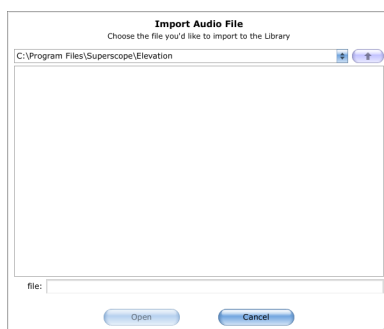 Import Audio File
Choose the file you'd like to import to the Library
C:\Program Files\Superscope\Elevation
file:
Open
Cancel